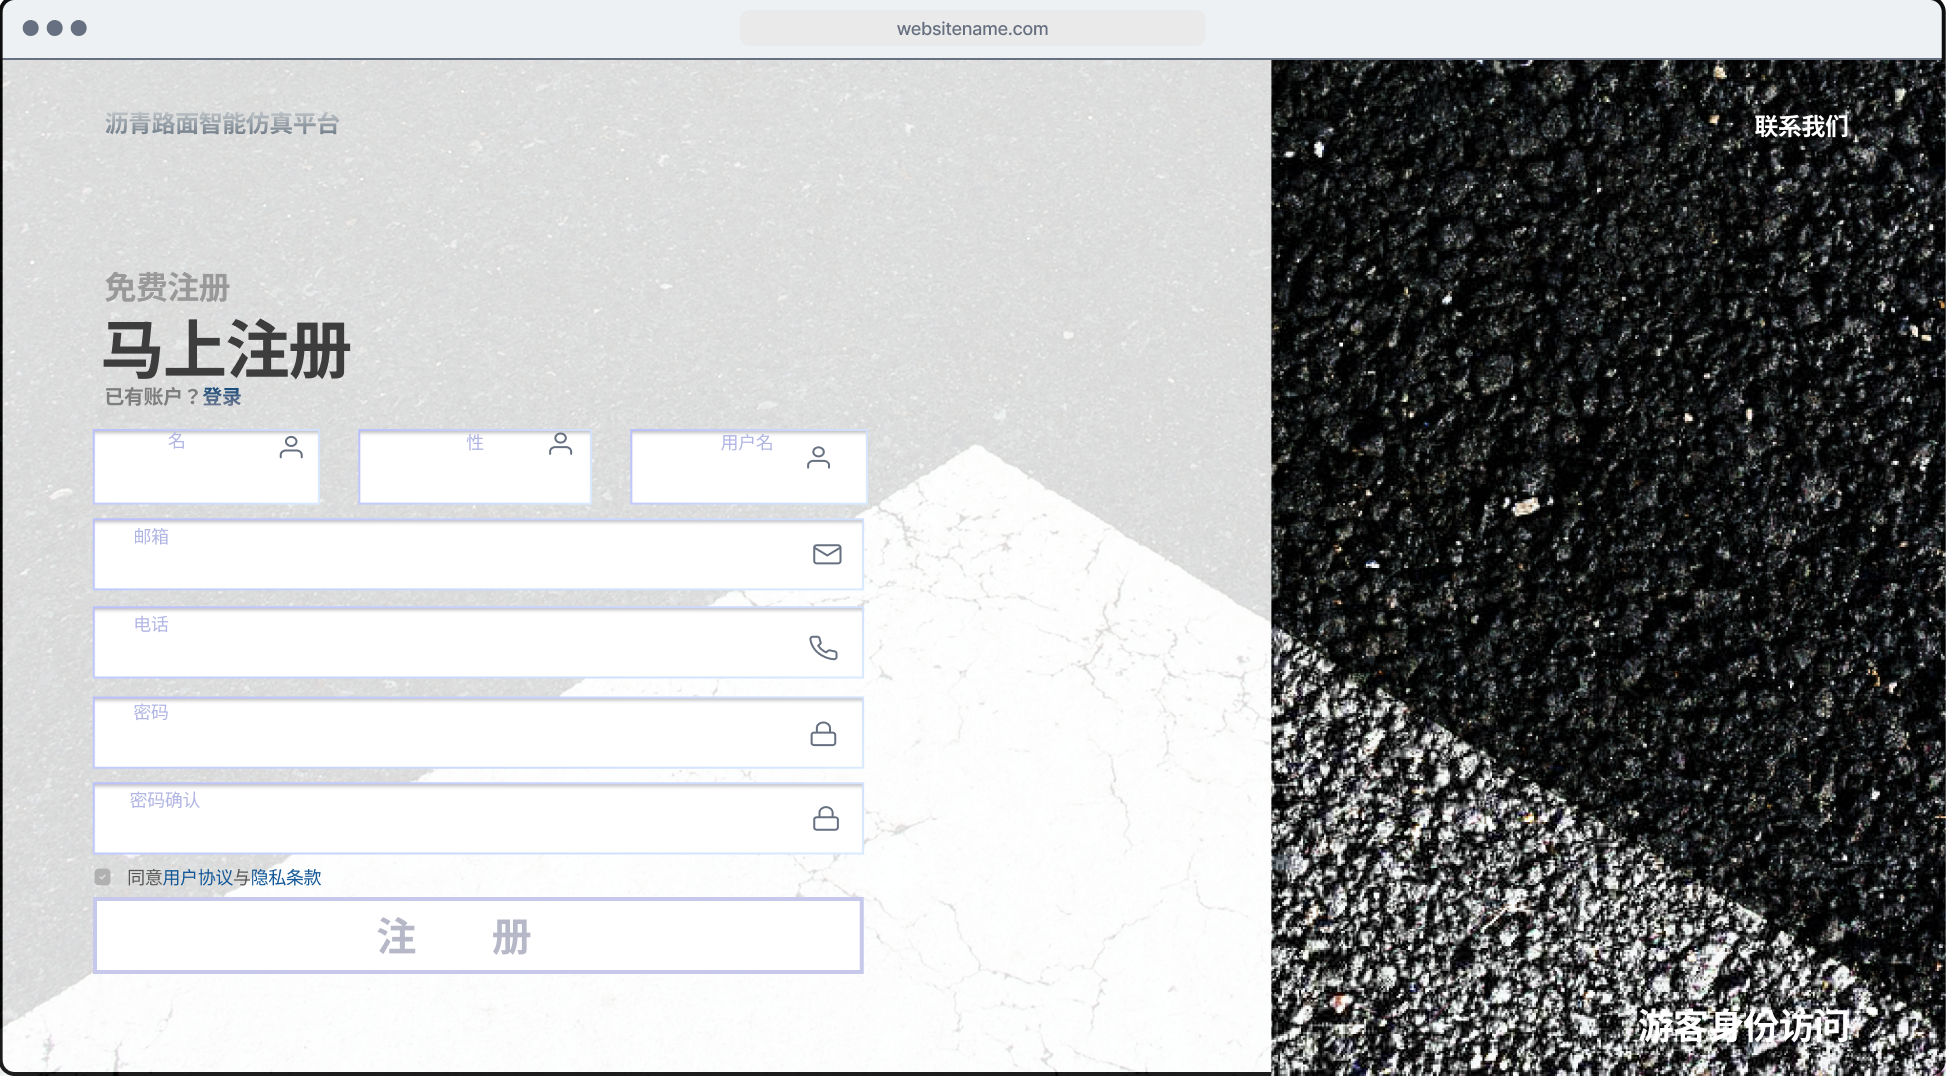 websitename.com
沥青路面智能仿真平台
联系我们
免费注册
马上注册
已有账户？登录
名 性 用户名
邮箱
电话
密码
密码确认
同意用户协议与隐私条款
注 册
游客身份访问